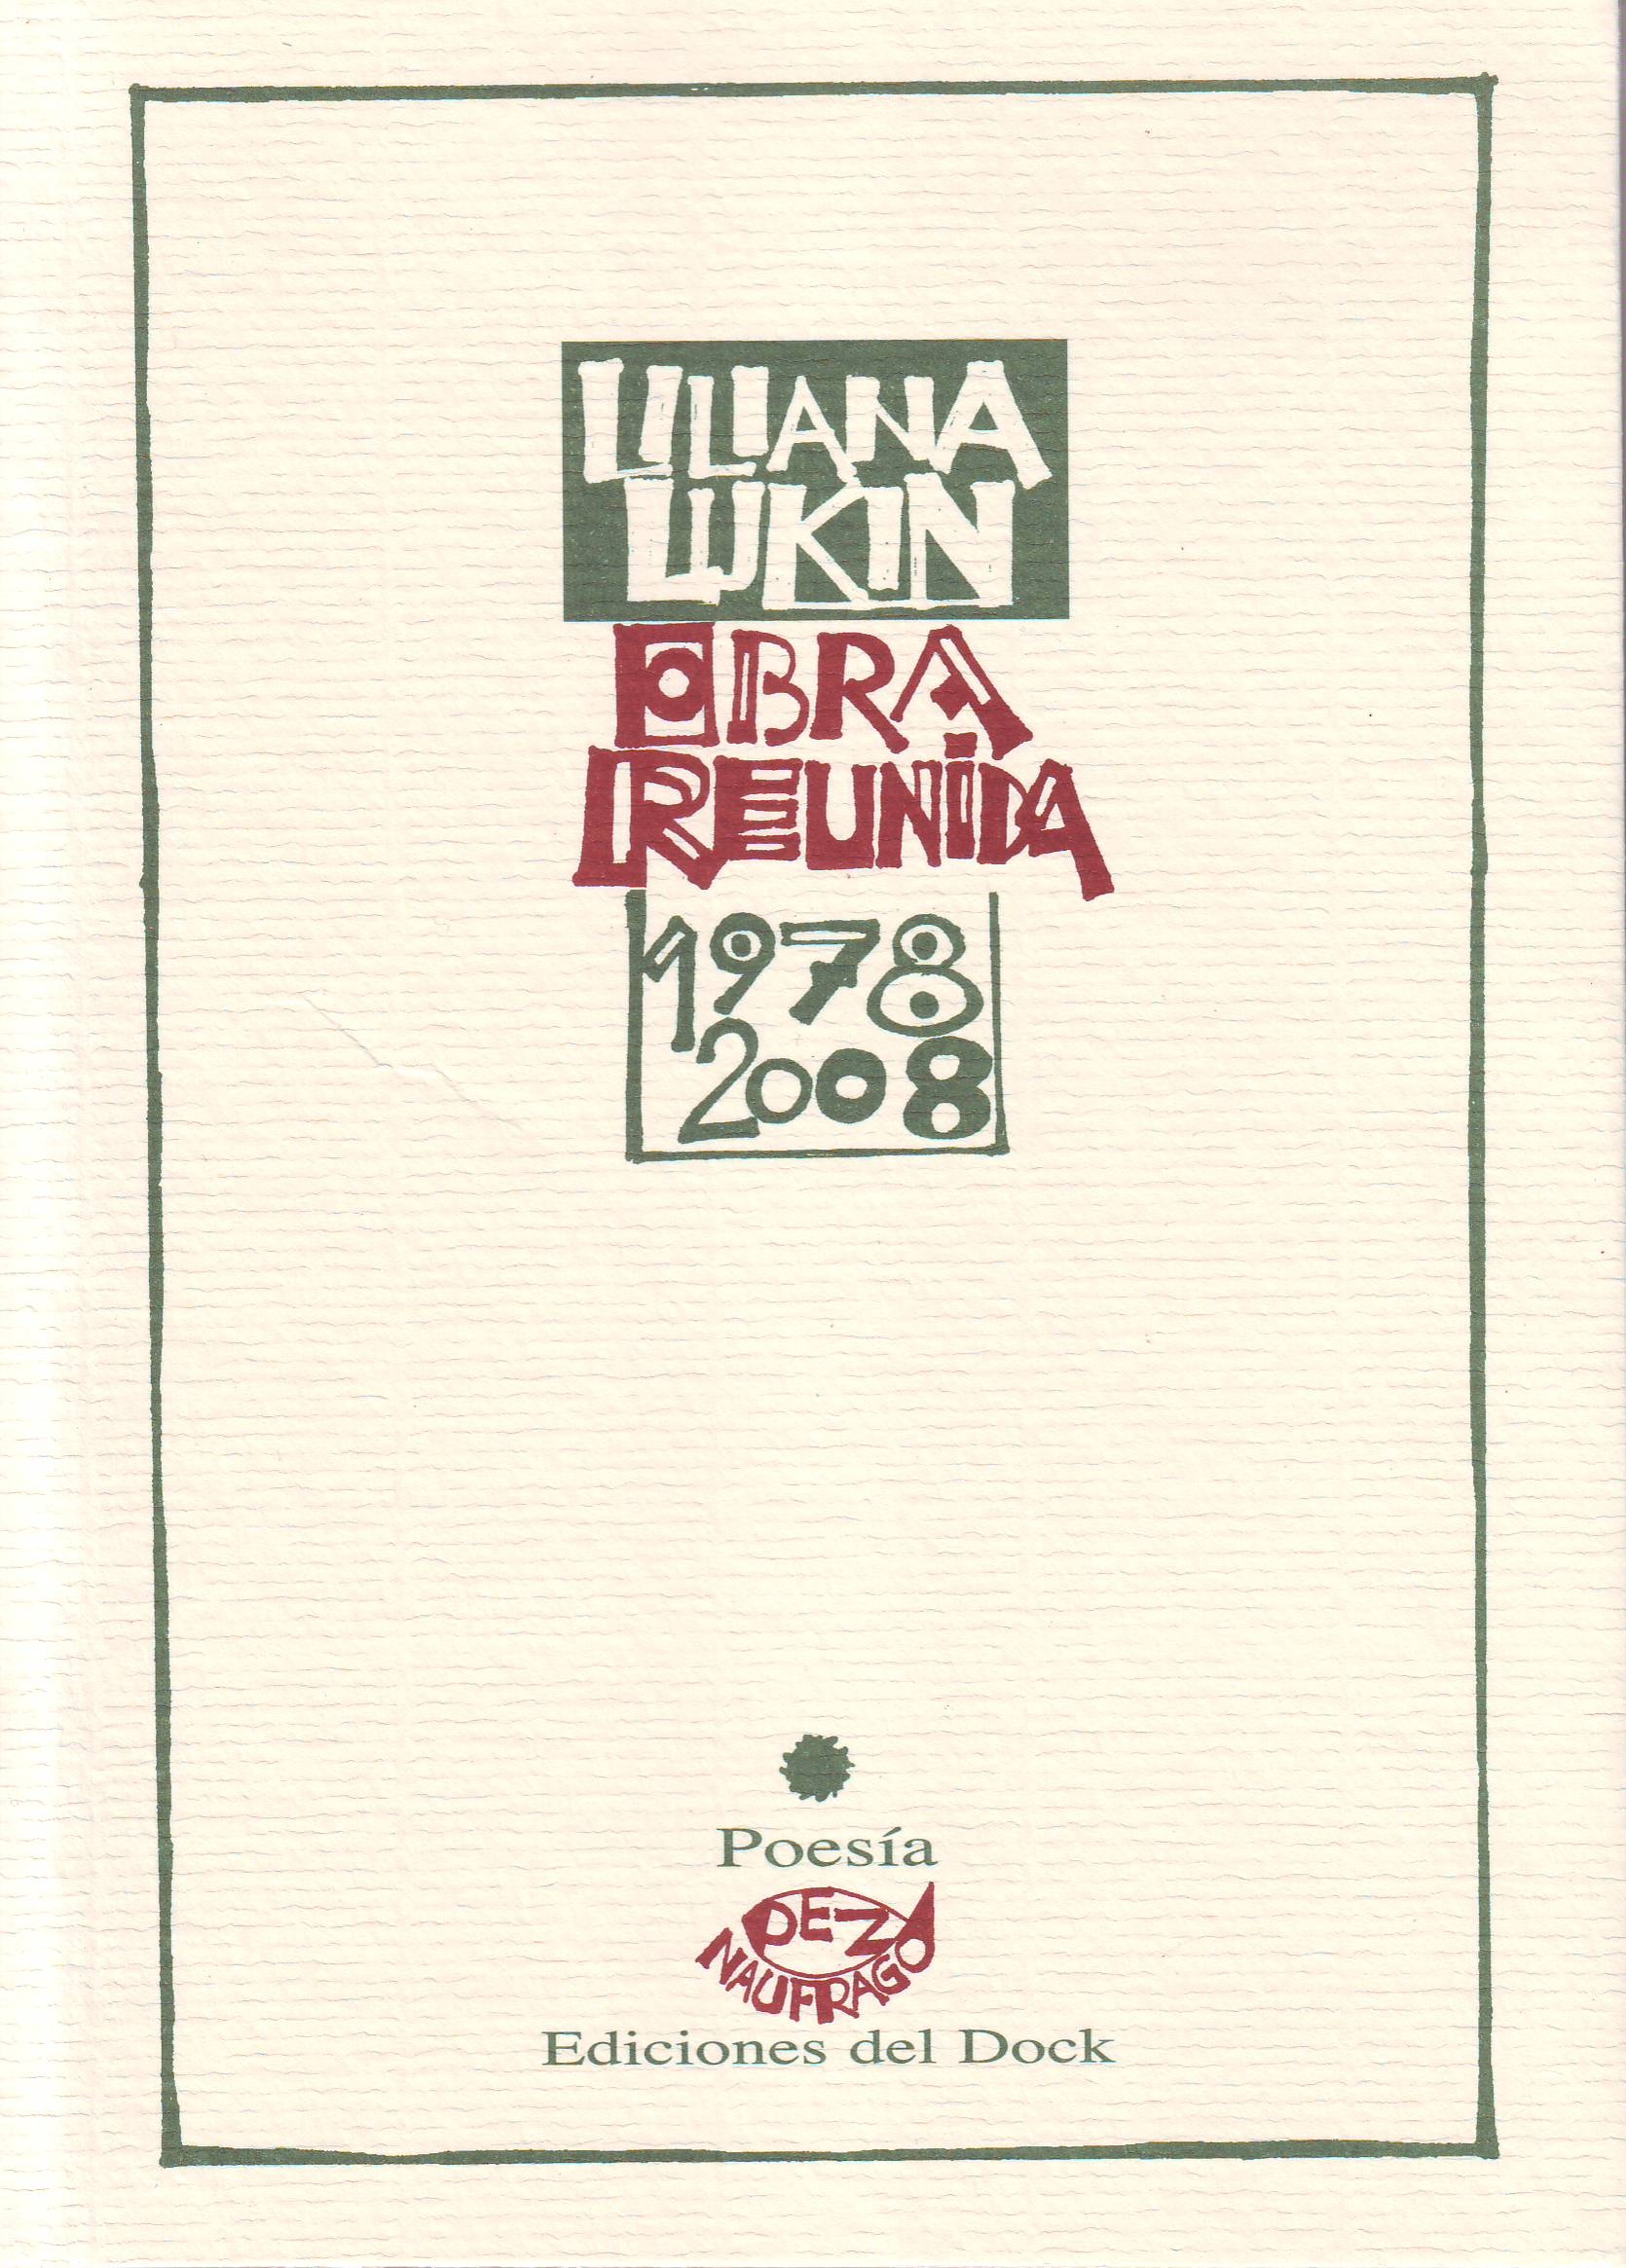 LILIANA
LUKIN
OBRA
REUNIDA
1978
2008
Poesía
PEZ
NAUFRAGO
Ediciones del Dock